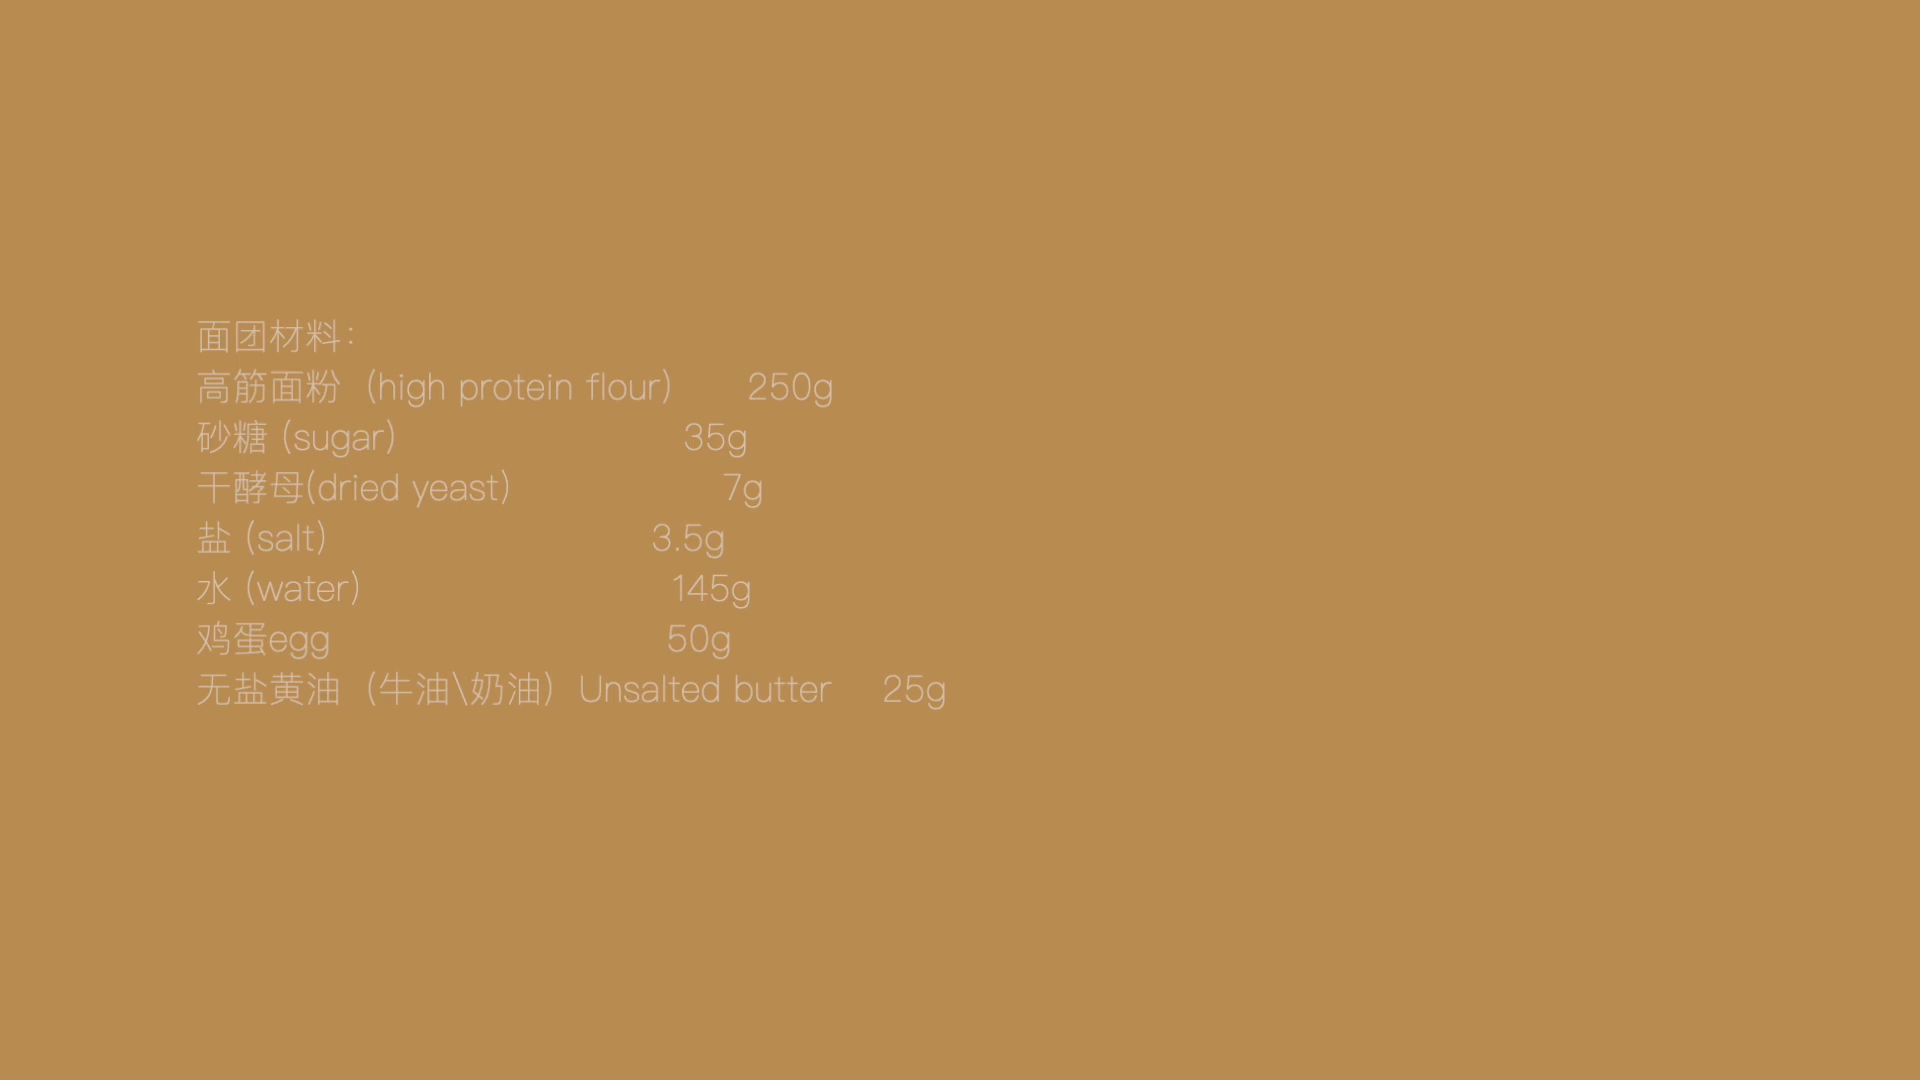 面团材料：
高筋面粉（high protein flour） 250g
砂糖 (sugar) 35g
干酵母(dried yeast) 7g
盐 (salt) 3.5g
水 (water) 145g
鸡蛋egg 50g
无盐黄油（牛油\奶油）Unsalted butter 25g